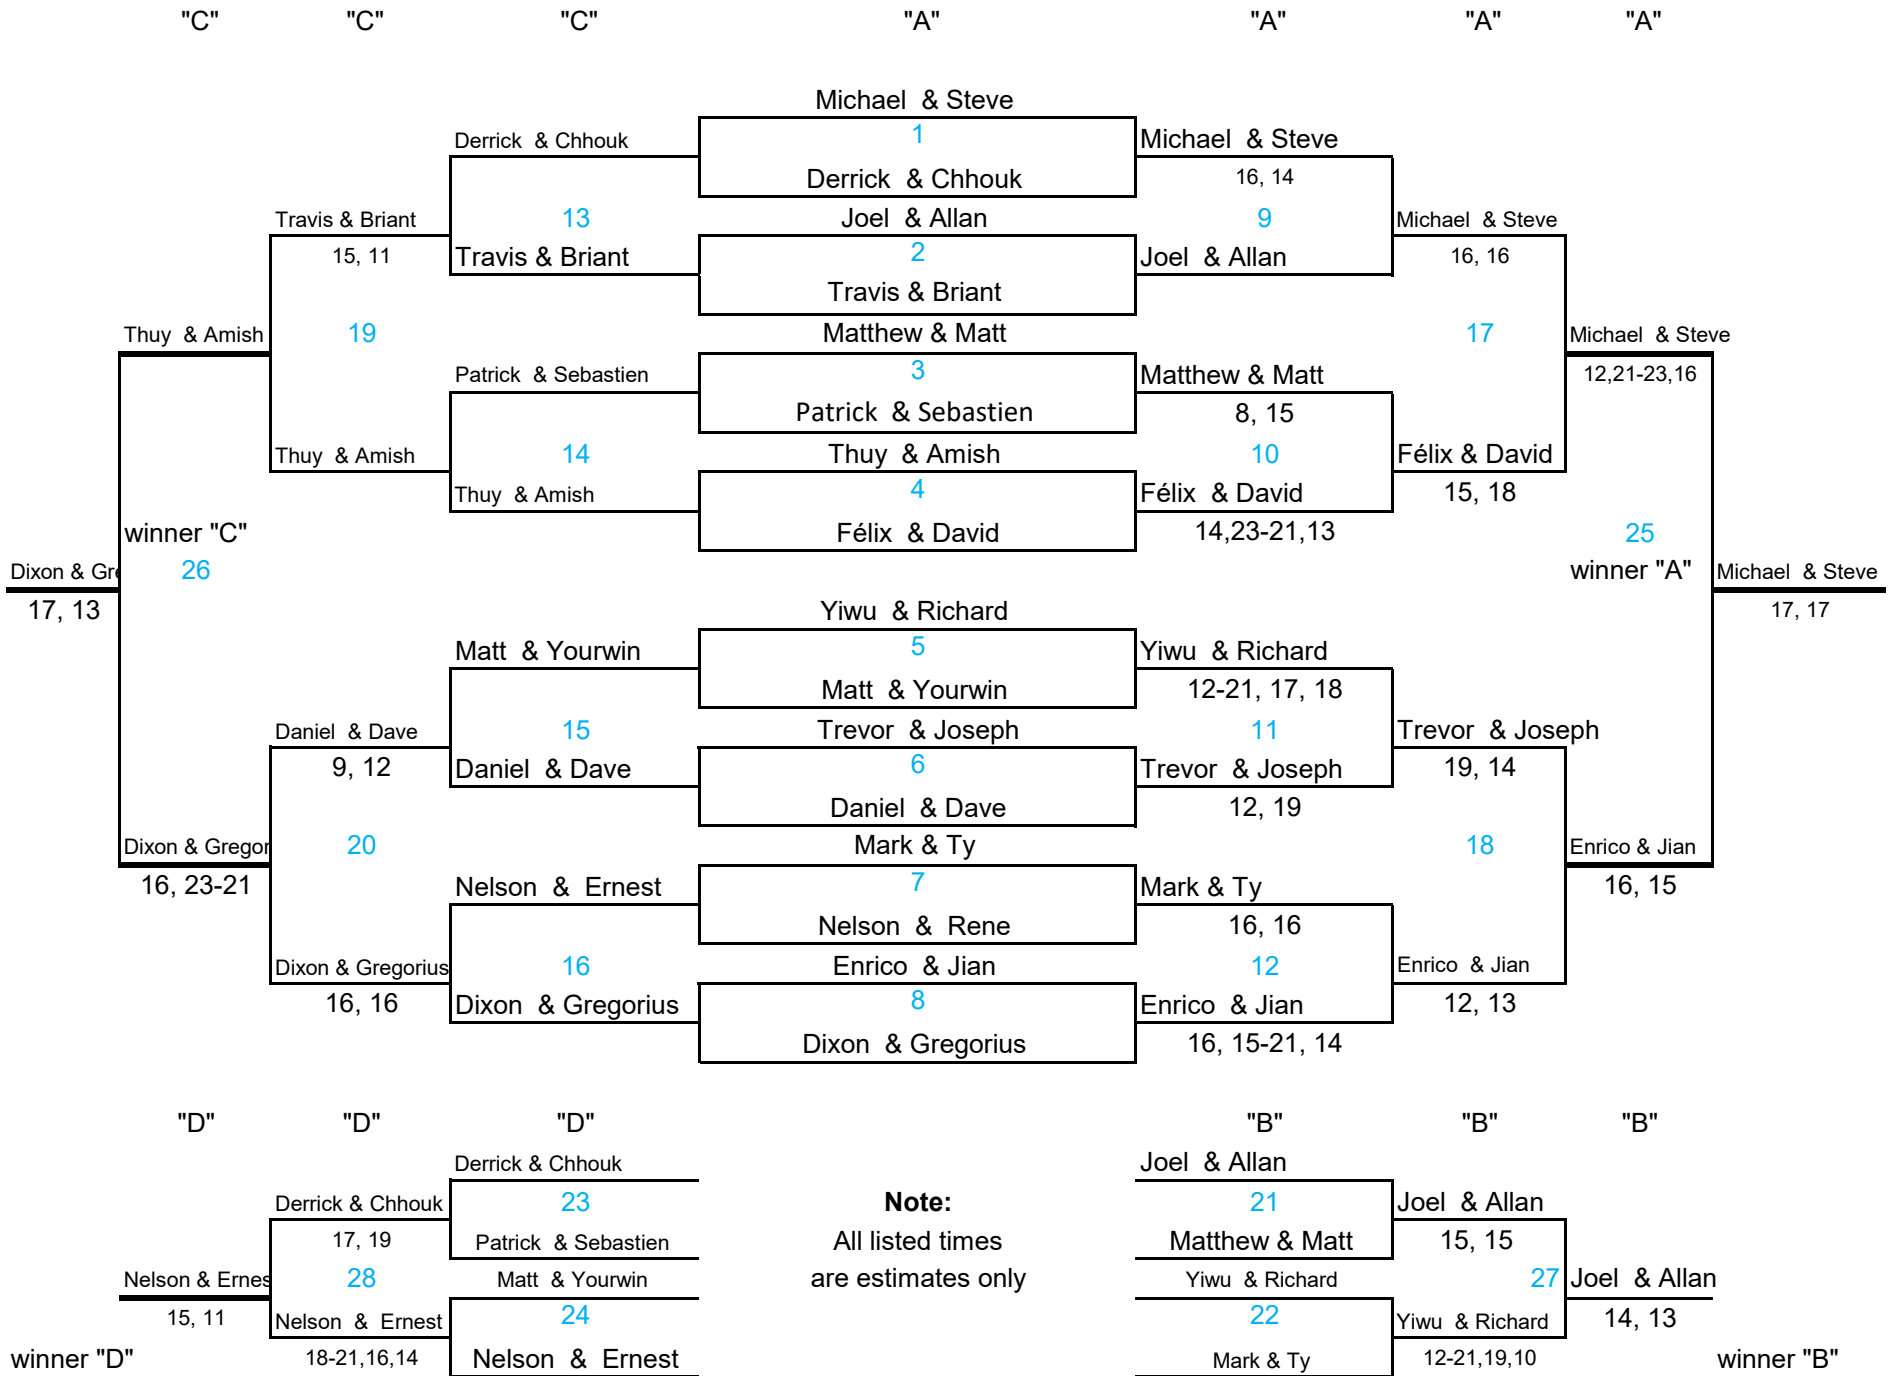 "C" "C" "C" "A" "A" "A" "A"
Michael & Steve
Derrick & Chhouk 1 Michael & Steve
Derrick & Chhouk 16, 14
Travis & Briant 13 Joel & Allan 9 Michael & Steve
15, 11 Travis & Briant 2 Joel & Allan 16, 16
Travis & Briant
Thuy & Amish 19 Matthew & Matt 17 Michael & Steve
Patrick & Sebastien 3 Matthew & Matt 12,21-23,16
Patrick & Sebastien 8, 15
Thuy & Amish 14 Thuy & Amish 10 Félix & David
Thuy & Amish 4 Félix & David 15, 18
winner "C" Félix & David 14,23-21,13 25
Dixon & Gre 26 winner "A" Michael & Steve
17, 13 Yiwu & Richard 17, 17
Matt & Yourwin 5 Yiwu & Richard
Matt & Yourwin 12-21, 17, 18
Daniel & Dave 15 Trevor & Joseph 11 Trevor & Joseph
9, 12 Daniel & Dave 6 Trevor & Joseph 19, 14
Daniel & Dave 12, 19
Dixon & Gregor 20 Mark & Ty 18 Enrico & Jian
16, 23-21 Nelson & Ernest 7 Mark & Ty 16, 15
Nelson & Rene 16, 16
Dixon & Gregorius 16 Enrico & Jian 12 Enrico & Jian
16, 16 Dixon & Gregorius 8 Enrico & Jian 12, 13
Dixon & Gregorius 16, 15-21, 14
"D" "D" "D" "B" "B" "B"
Derrick & Chhouk Joel & Allan
Derrick & Chhouk 23 Note: 21 Joel & Allan
17, 19 Patrick & Sebastien All listed times Matthew & Matt 15, 15
Nelson & Ernes 28 Matt & Yourwin are estimates only Yiwu & Richard 27 Joel & Allan
15, 11 Nelson & Ernest 24 22 Yiwu & Richard 14, 13
winner "D" 18-21,16,14 Nelson & Ernest Mark & Ty 12-21,19,10 winner "B"